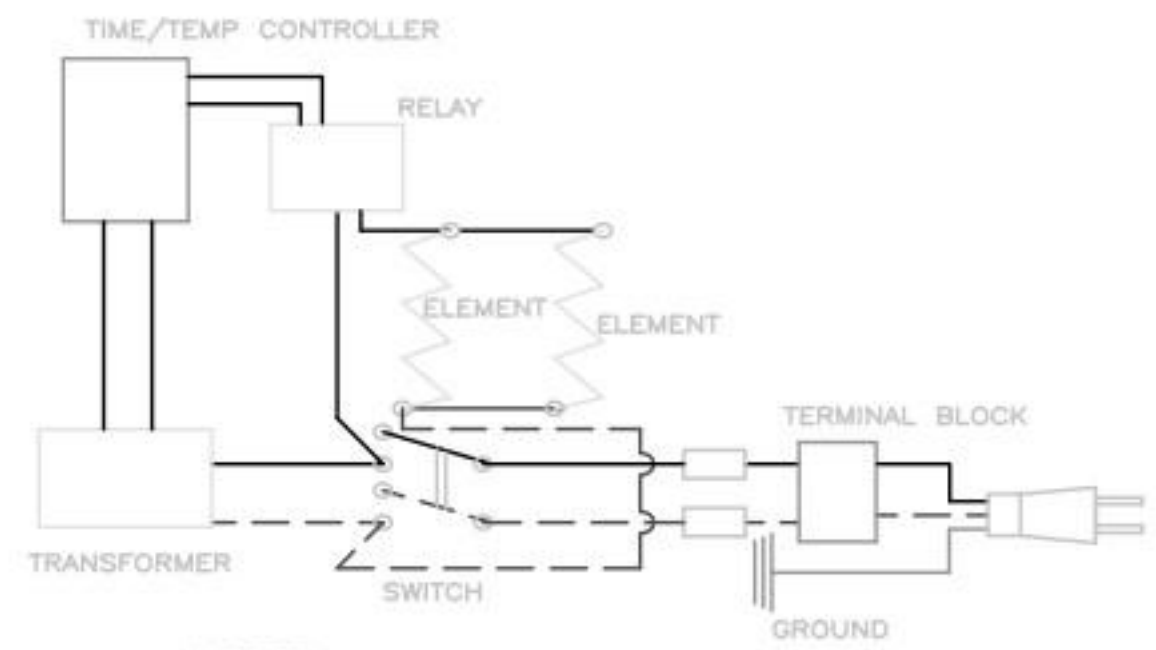 TIME/TEMP CONTROLLER
RELAY
ELEMENT
ELEMENT
TERMINAL BLOCK
TRANSFORMER
SWITCH
GROUND